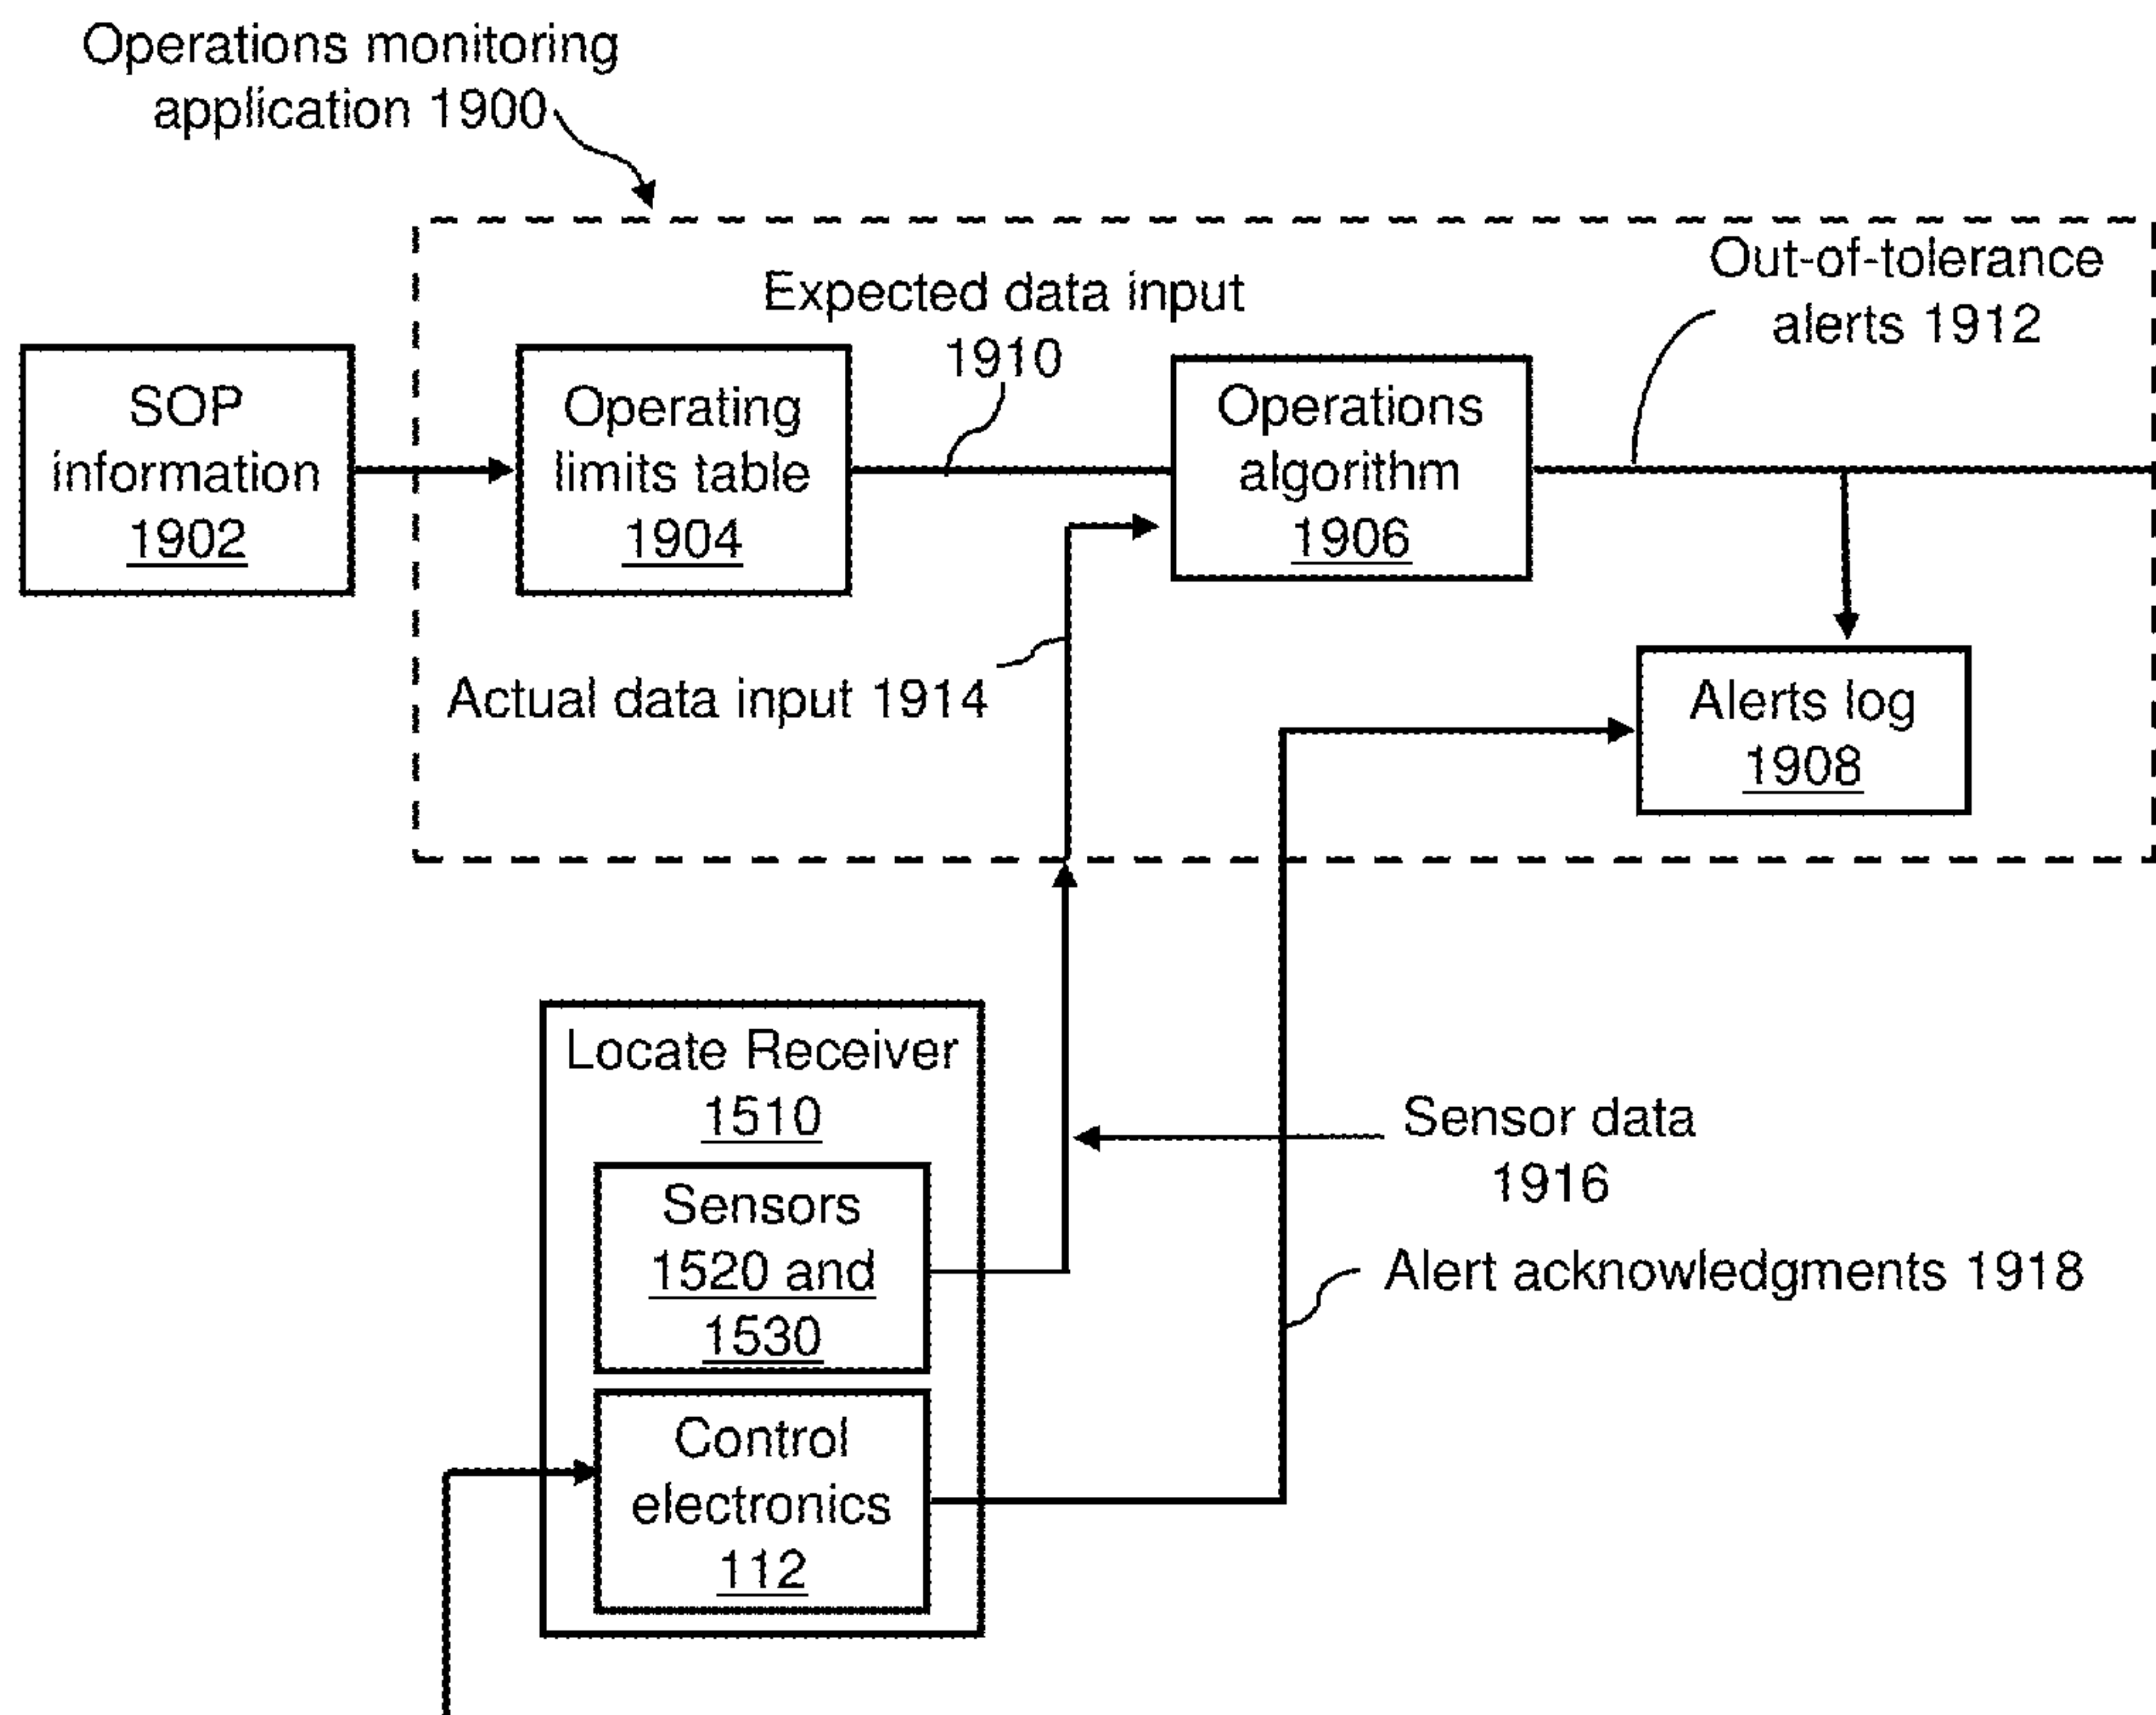 Operations monitoring
application 1900
Out-of-tolerance
alerts 1912
Expected data input
1910
SOP
information
1902
Operating
limits table
1904
Operations
algorithm
1906
Actual data input 1914
Alerts log
1908
Locate Receiver
1510
Sensor data
1916
Sensors
1520 and
1530
Alert acknowledgments 1918
Control
electronics
112